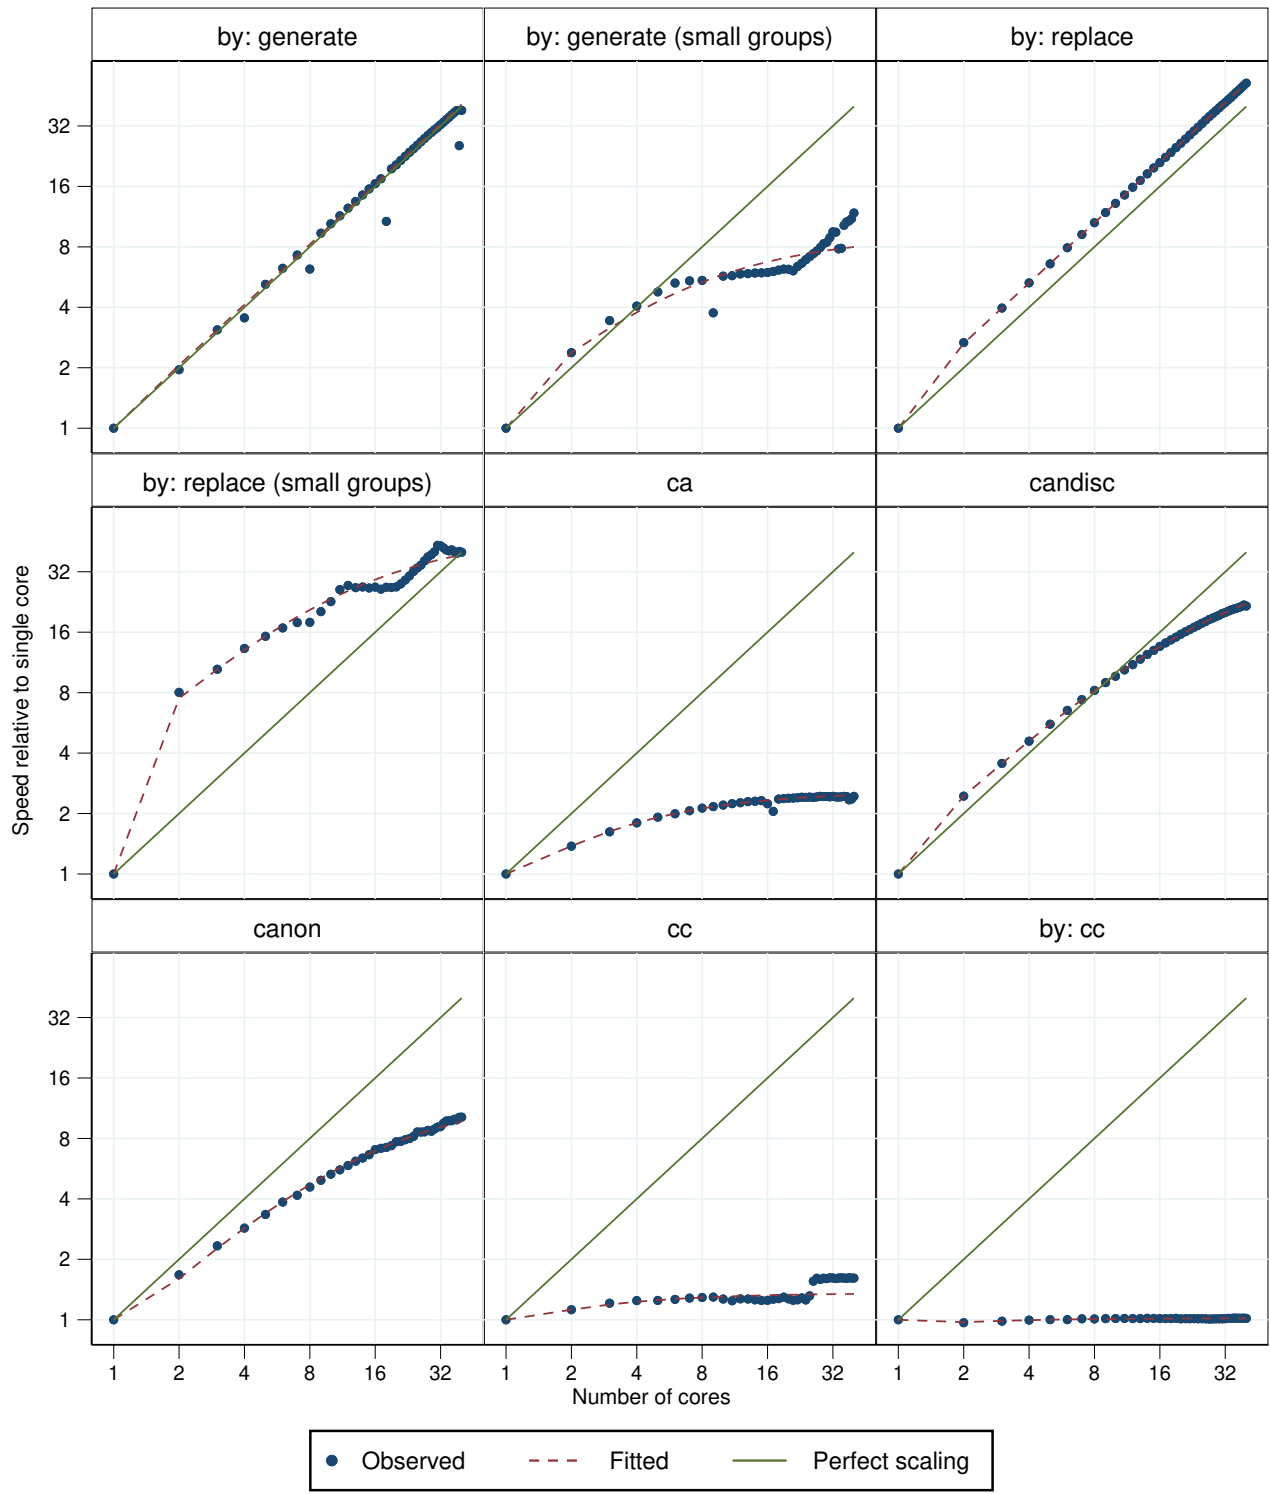 by: generate
by: generate (small groups)
by: replace
32
16
8
4
2
1
by: replace (small groups)
ca
candisc
Speed relative to single core
32
16
8
4
2
1
canon
cc
by: cc
32
16
8
4
2
1
1 2 4 8 16 32
1 2 4 8 16 32
1 2 4 8 16 32
Number of cores
Observed
Fitted
Perfect scaling